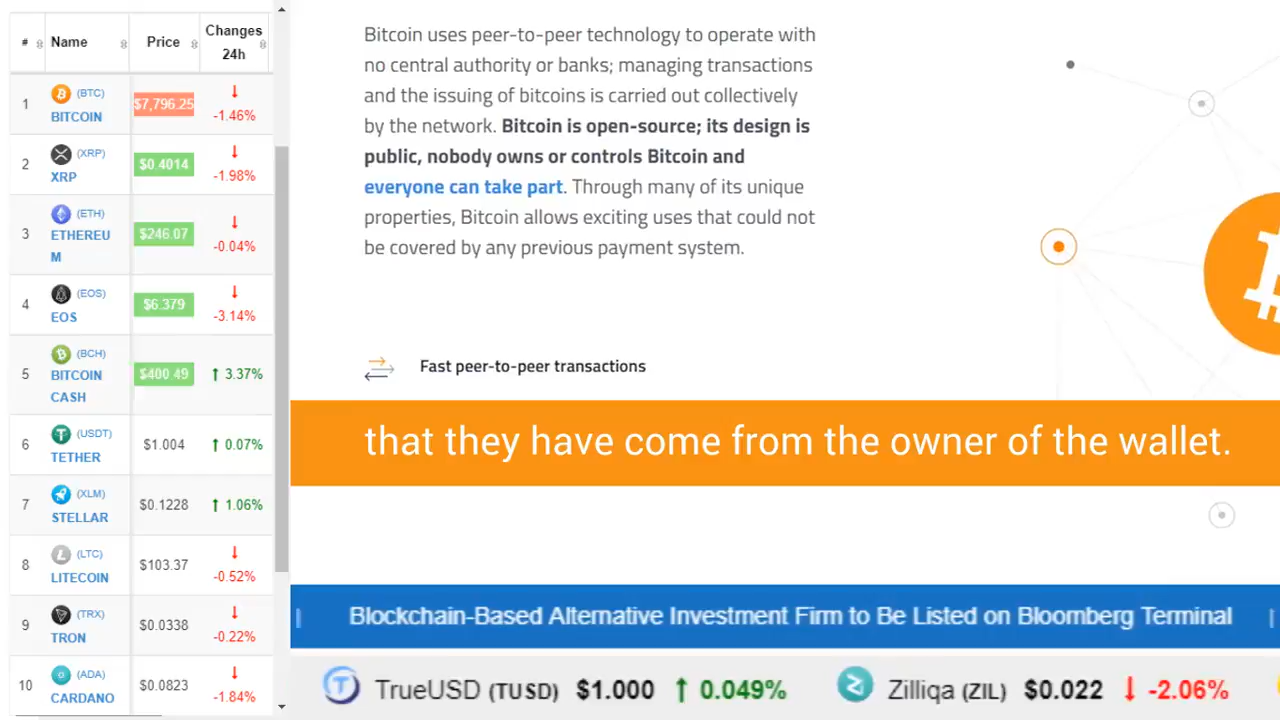 # Name Price Changes
24h
1 (BTC) $7,796.25
BITCOIN -1.46%
2 (XRP) $0.4014
XRP -1.98%
3 (ETH) $246.07
ETHEREU -0.04%
M
4 (EOS) $6.379
EOS -3.14%
5 (BCH) $400.49 3.37%
BITCOIN
CASH
6 (USDT) $1.004 0.07%
TETHER
7 (XLM) $0.1228 1.06%
STELLAR
8 (LTC) $103.37
LITECOIN -0.52%
9 (TRX) $0.0338
TRON -0.22%
10 (ADA) $0.0823
CARDANO -1.84%
Bitcoin uses peer-to-peer technology to operate with
no central authority or banks; managing transactions
and the issuing of bitcoins is carried out collectively
by the network. Bitcoin is open-source; its design is
public, nobody owns or controls Bitcoin and
everyone can take part. Through many of its unique
properties, Bitcoin allows exciting uses that could not
be covered by any previous payment system.
Fast peer-to-peer transactions
that they have come from the owner of the wallet.
Blockchain-Based Alternative Investment Firm to Be Listed on Bloomberg Terminal
TrueUSD (TUSD) $1.000 0.049% Zilliqa (ZIL) $0.022 -2.06%